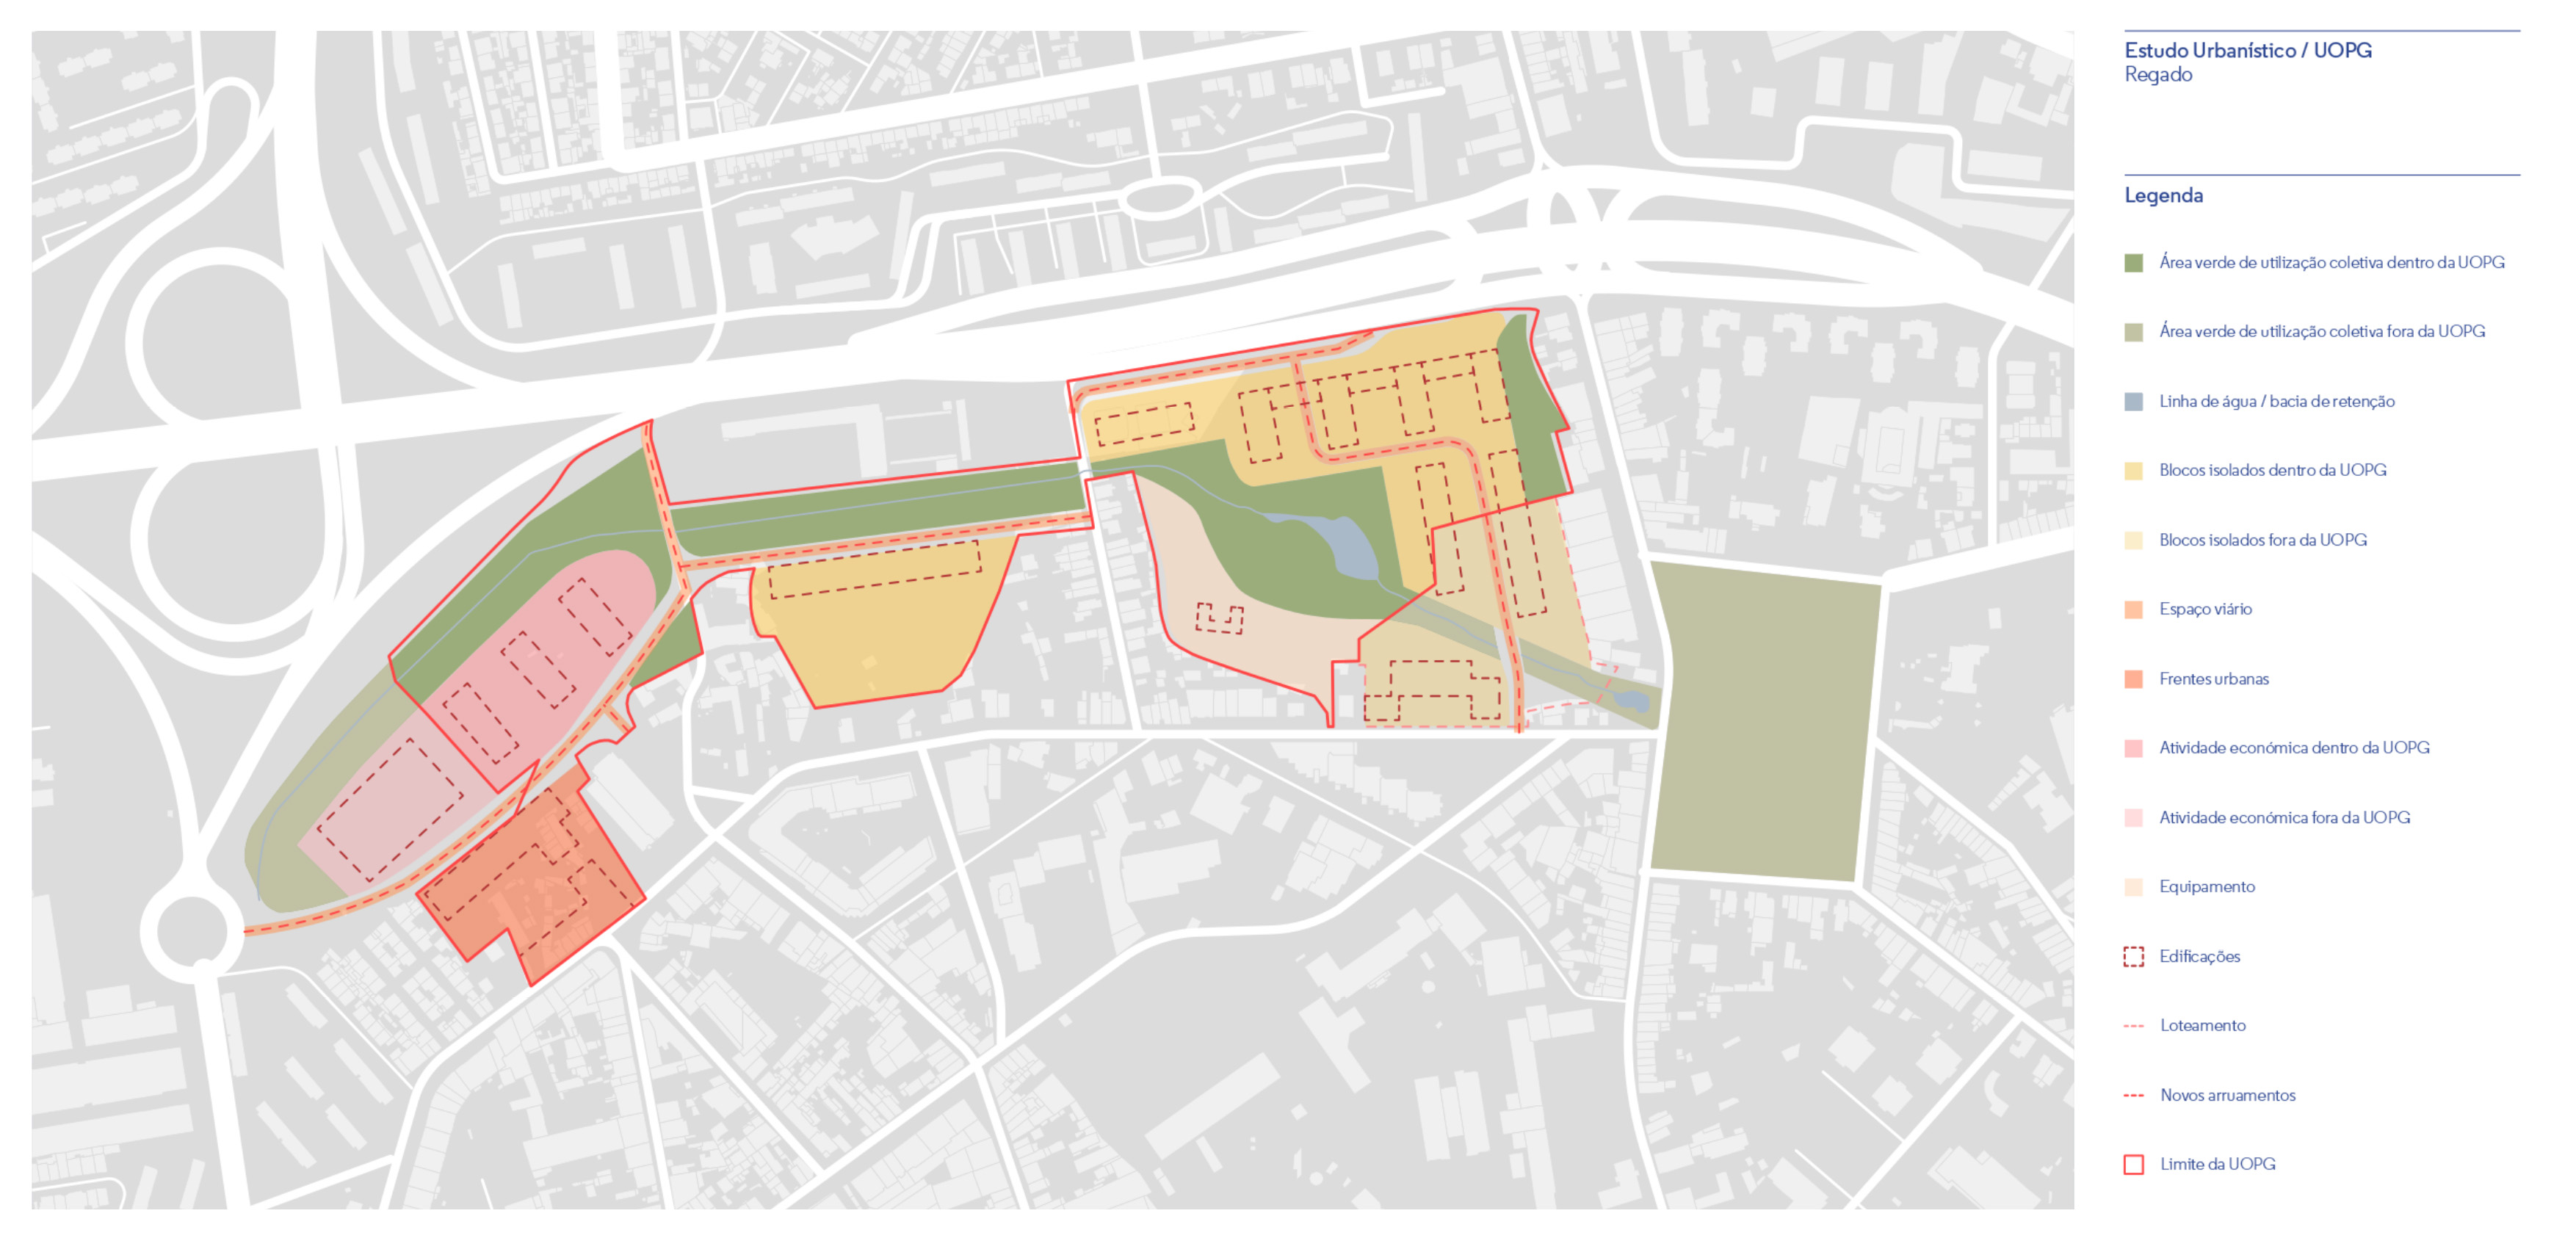 Estudo Urbanístico / UOPG
Regado
Legenda
Área verde de utilização coletiva dentro da UOPG
Área verde de utilização coletiva fora da UOPG
Linha de água / bacia de retenção
Blocos isolados dentro da UOPG
Blocos isolados fora da UOPG
Espaço viário
Frentes urbanas
Atividade económica dentro da UOPG
Atividade económica fora da UOPG
Equipamento
Edificações
Loteamento
Novos arruamentos
Limite da UOPG